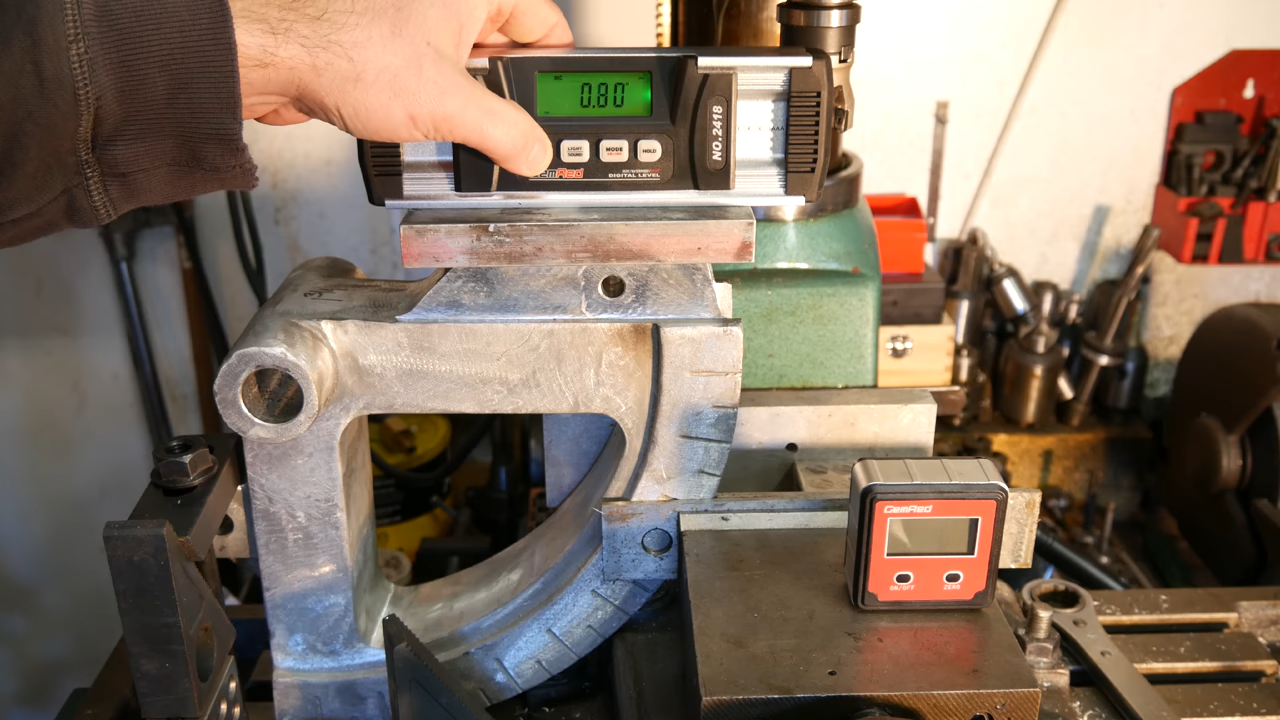 0.80°
NO.2418
LIGHT
SOUND
MODE
HOLD
GemRed
DIGITAL LEVEL
GemRed
ON/OFF
ZERO